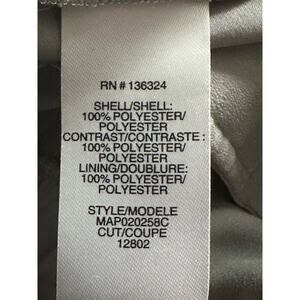 RN # 136324
SHELL/SHELL:
100% POLYESTER/
POLYESTER
CONTRAST/CONTRASTE :
100% POLYESTER/
POLYESTER
LINING/DOUBLURE:
100% POLYESTER/
POLYESTER
STYLE/MODELE
MAP020258C
CUT/COUPE
12802